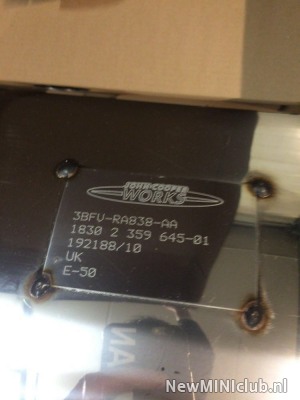 JOHN COOPER
WORKS
3BFV-RA838-AA
1830 2 359 645-01
192188/10
UK
E-50
NewMINIclub.nl